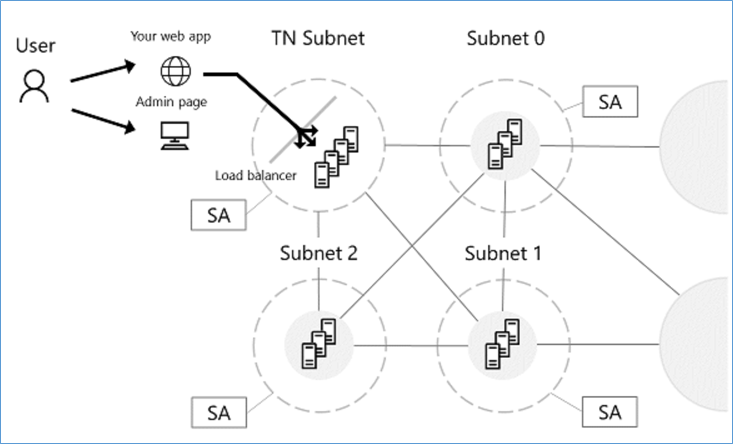 User
Your web app
Admin page
TN Subnet
Subnet 0
SA
Load balancer
SA
Subnet 2
Subnet 1
SA
SA